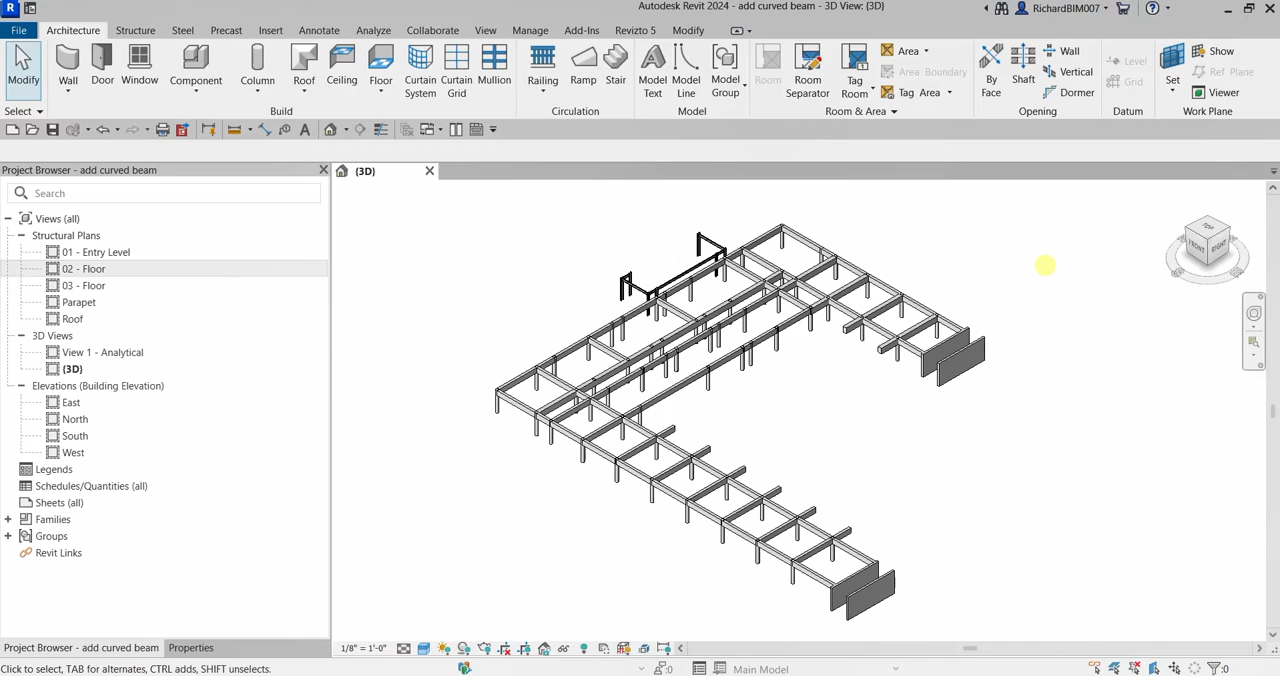 Autodesk Revit 2024 - add curved beam - 3D View: {3D}
RichardBIM007
File Architecture Structure Steel Precast Insert Annotate Analyze Collaborate View Manage Add-Ins Revizto 5 Modify
Modify Wall Door Window Component Column Roof Ceiling Floor Curtain System Curtain Grid Mullion Railing Ramp Stair Model Text Model Line Model Group Room Room Separator Tag Room Area Area Boundary Tag Area By Face Shaft Wall Vertical Dormer Level Grid Set Show Ref Plane Viewer
Select Build Circulation Model Room & Area Opening Datum Work Plane
Project Browser - add curved beam
{3D}
Search
Views (all)
Structural Plans
01 - Entry Level
02 - Floor
03 - Floor
Parapet
Roof
3D Views
View 1 - Analytical
{3D}
Elevations (Building Elevation)
East
North
South
West
Legends
Schedules/Quantities (all)
Sheets (all)
Families
Groups
Revit Links
TOP
FRONT
RIGHT
Project Browser - add curved beam Properties
1/8" = 1'-0"
Click to select, TAB for alternates, CTRL adds, SHIFT unselects.
:0
Main Model
:0